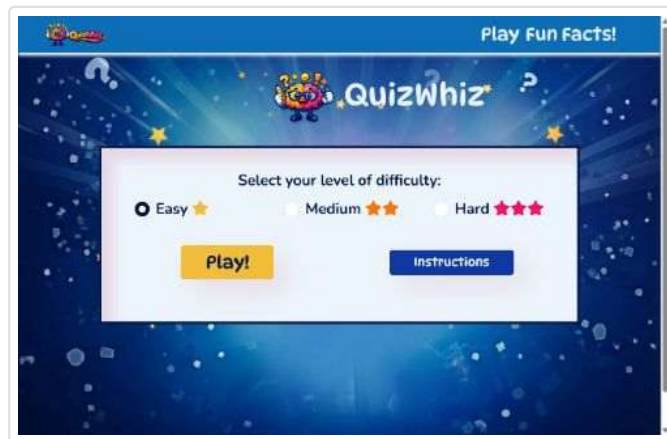 Play Fun Facts!
QuizWhiz
Select your level of difficulty:
Easy Medium Hard
Play! Instructions